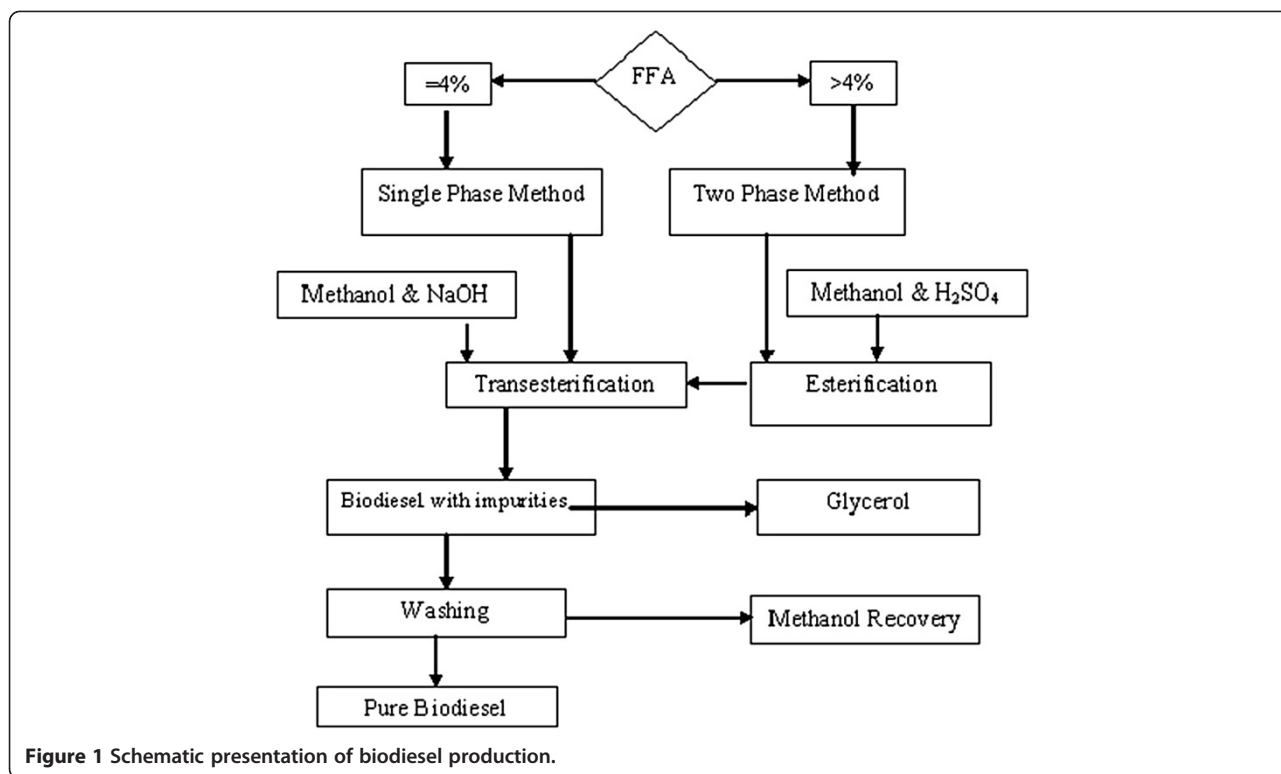 FFA
=4%
>4%
Single Phase Method
Two Phase Method
Methanol & NaOH
Methanol & H₂SO₄
Transesterification
Esterification
Biodiesel with impurities
Glycerol
Washing
Methanol Recovery
Pure Biodiesel
Figure 1 Schematic presentation of biodiesel production.